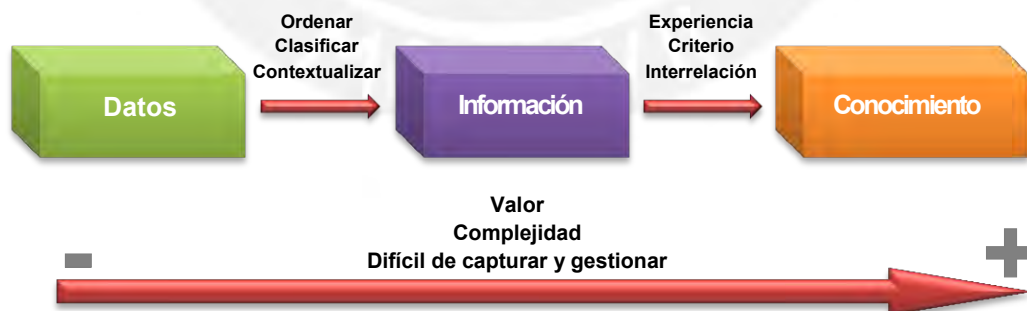 Ordenar
Clasificar
Contextualizar
Experiencia
Criterio
Interrelación
Datos
Información
Conocimiento
Valor
Complejidad
Difícil de capturar y gestionar
- +